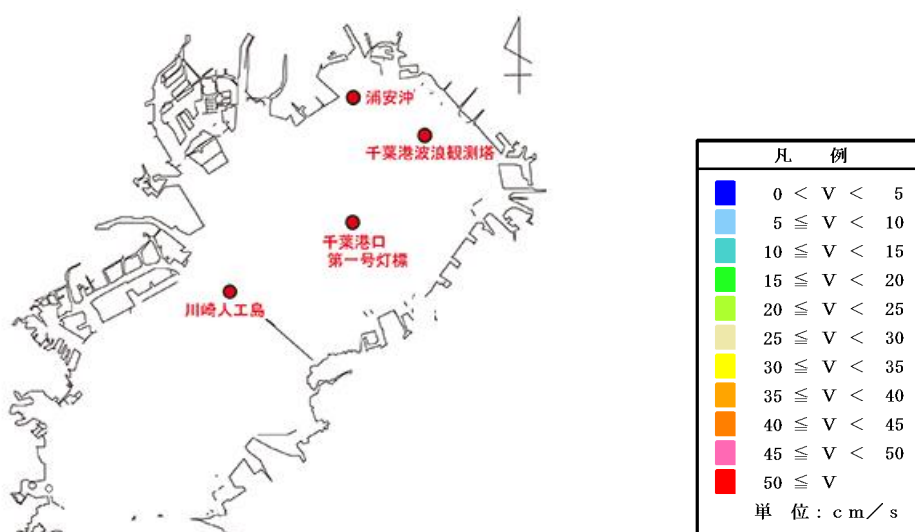 浦安沖
千葉港波浪観測塔
千葉港口
第一号灯標
川崎人工島
凡 例
0 < V < 5
5 ≦ V < 10
10 ≦ V < 15
15 ≦ V < 20
20 ≦ V < 25
25 ≦ V < 30
30 ≦ V < 35
35 ≦ V < 40
40 ≦ V < 45
45 ≦ V < 50
50 ≦ V
単 位 : cm／s